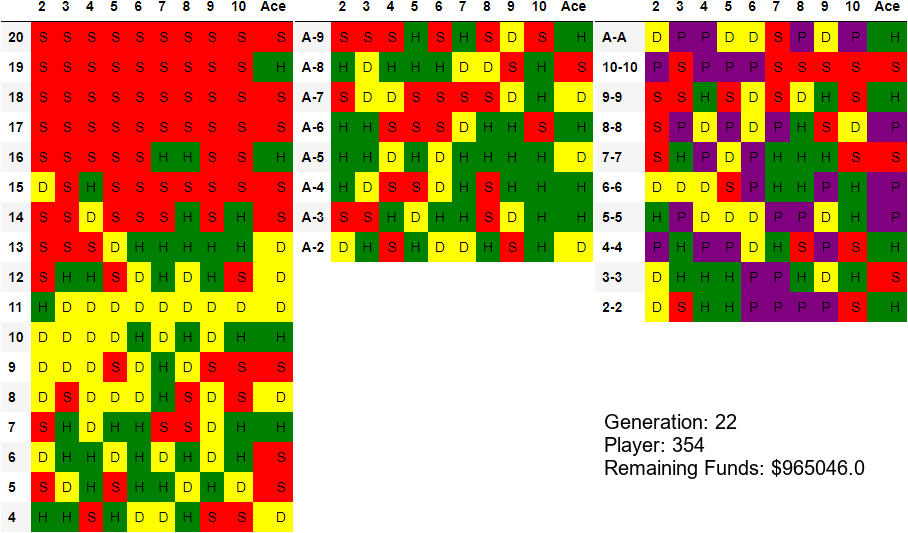 2 3 4 5 6 7 8 9 10 Ace
20 S S S S S S S S S S
19 S S S S S S S S S H
18 S S S S S S S S S S
17 S S S S S S S S S S
16 S S S S S H H S S H
15 D S H S S S S S S S
14 S S D S S S H S H S
13 S S S D H H H H H D
12 S H H S D H D H S D
11 H D D D D D D D D D
10 D D D D H D H D H H
9 D D D S D H D S S S
8 D S D D D H S D S D
7 S H D H H S S D H H
6 D H H D H D H D H S
5 S D H S H H D H D S
4 H H S H D D H S S D
2 3 4 5 6 7 8 9 10 Ace
A-9 S S S H S H S D S H
A-8 H D H H H D D S H S
A-7 S D D S S S S D H D
A-6 H H S S S D H H S H
A-5 H H D H D H H H H D
A-4 H D S S D H S H H H
A-3 S S H D H H S D H H
A-2 D H S H D D H S H D
2 3 4 5 6 7 8 9 10 Ace
A-A D P P D D S P D P H
10-10 P S P P P S S S S S
9-9 S S H S D S D H S H
8-8 S P D P D P H S D P
7-7 S H P D P H H H S S
6-6 D D D S P H H P H P
5-5 H P D D D P P D H P
4-4 P H P P D H S P S H
3-3 D H H H P P H D H S
2-2 D S H H P P P P S H
Generation: 22
Player: 354
Remaining Funds: $965046.0